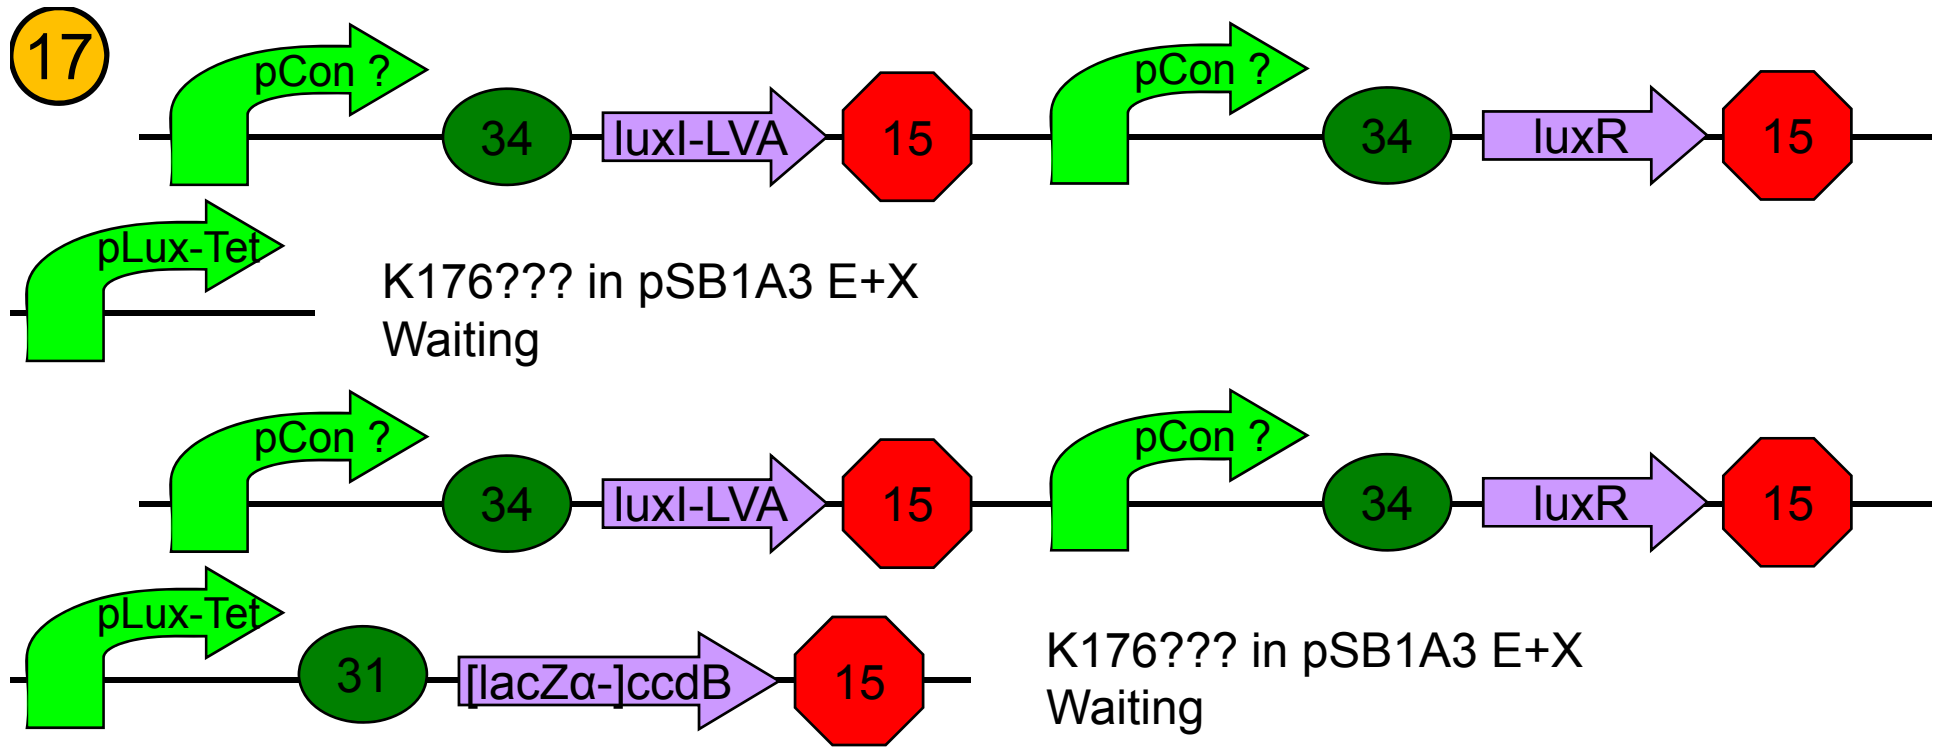 17
pCon ? 34 luxI-LVA 15 pCon ? 34 luxR 15
pLux-Tet
K176??? in pSB1A3 E+X
Waiting
pCon ? 34 luxI-LVA 15 pCon ? 34 luxR 15
pLux-Tet 31 [lacZα-]ccdB 15
K176??? in pSB1A3 E+X
Waiting